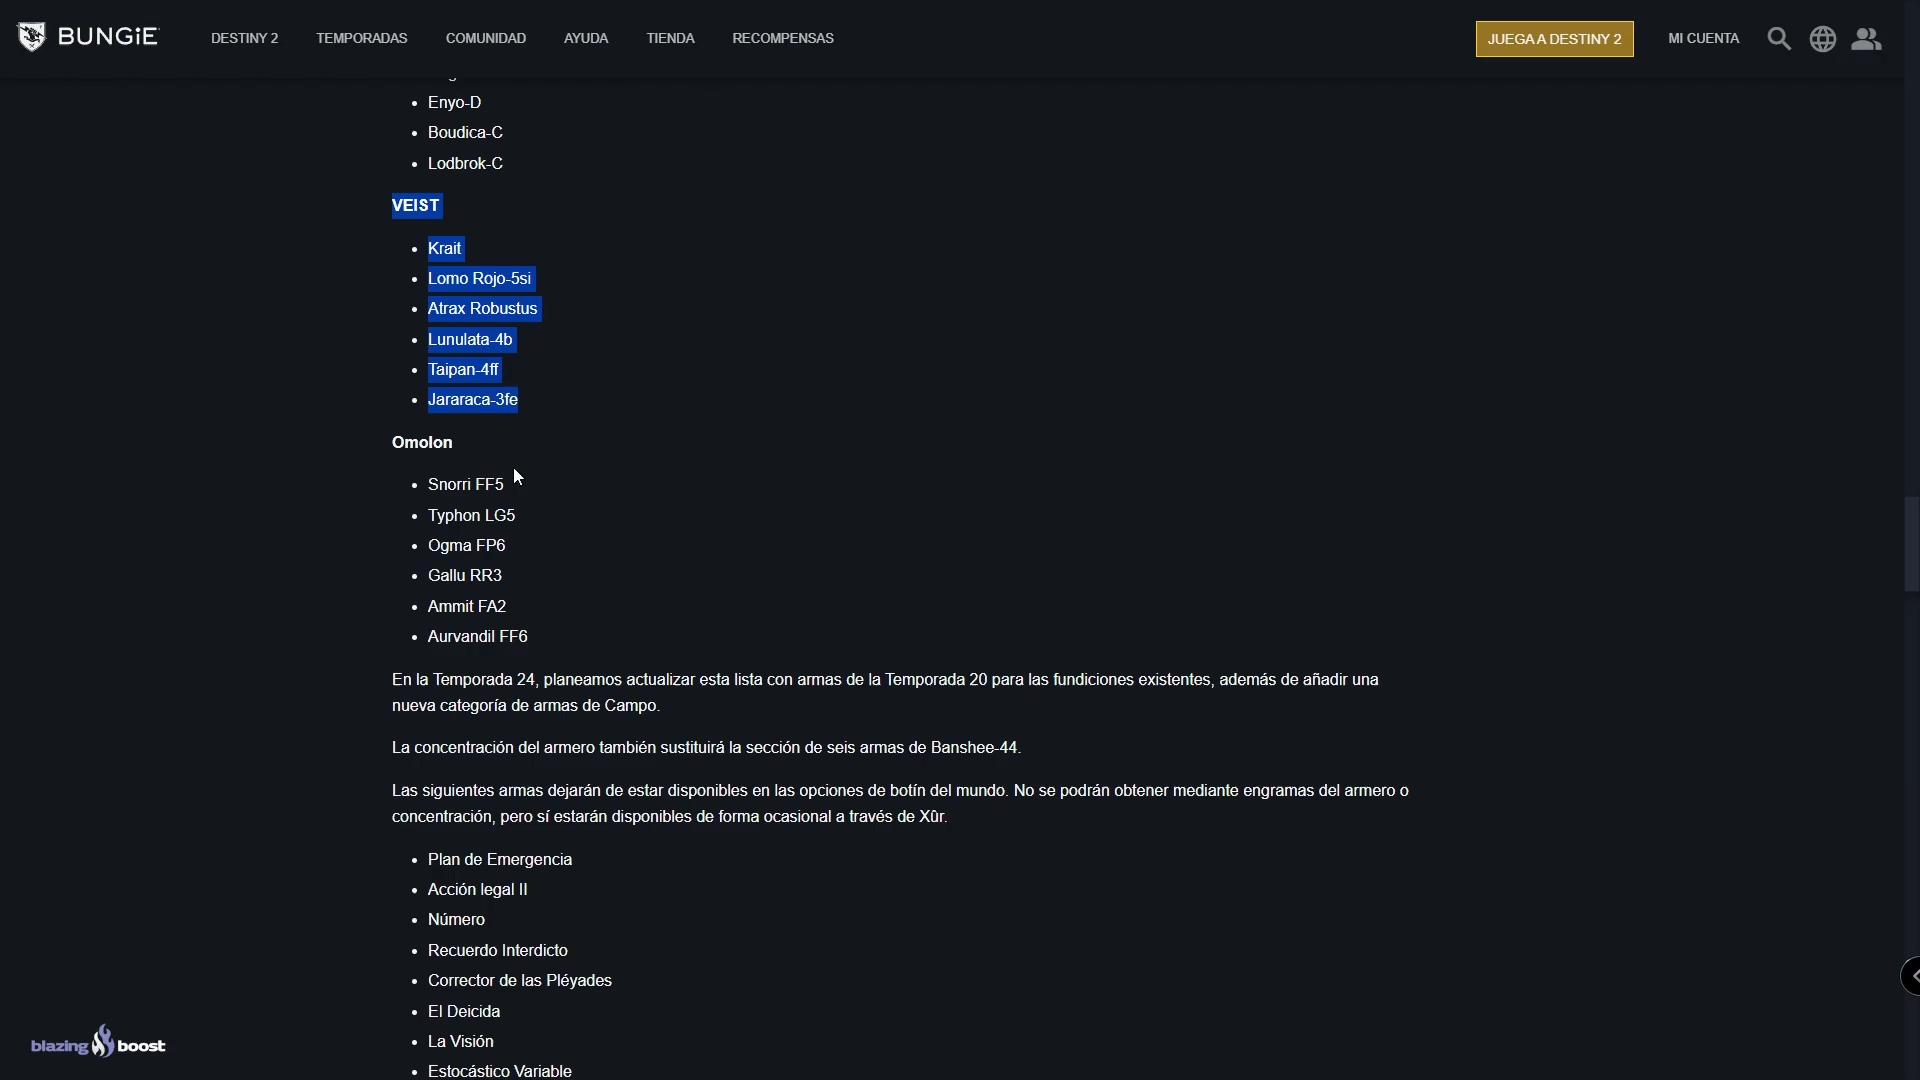 BUNGiE
DESTINY 2
TEMPORADAS
COMUNIDAD
AYUDA
TIENDA
RECOMPENSAS
JUEGA A DESTINY 2
MI CUENTA
Enyo-D
Boudica-C
Lodbrok-C
VEIST
Krait
Lomo Rojo-5si
Atrax Robustus
Lunulata-4b
Taipan-4ff
Jararaca-3fe
Omolon
Snorri FF5
Typhon LG5
Ogma FP6
Gallu RR3
Ammit FA2
Aurvandil FF6
En la Temporada 24, planeamos actualizar esta lista con armas de la Temporada 20 para las fundiciones existentes, además de añadir una
nueva categoría de armas de Campo.
La concentración del armero también sustituirá la sección de seis armas de Banshee-44.
Las siguientes armas dejarán de estar disponibles en las opciones de botín del mundo. No se podrán obtener mediante engramas del armero o
concentración, pero sí estarán disponibles de forma ocasional a través de Xûr.
Plan de Emergencia
Acción legal II
Número
Recuerdo Interdicto
Corrector de las Pléyades
El Deicida
La Visión
Estocástico Variable
blazing boost